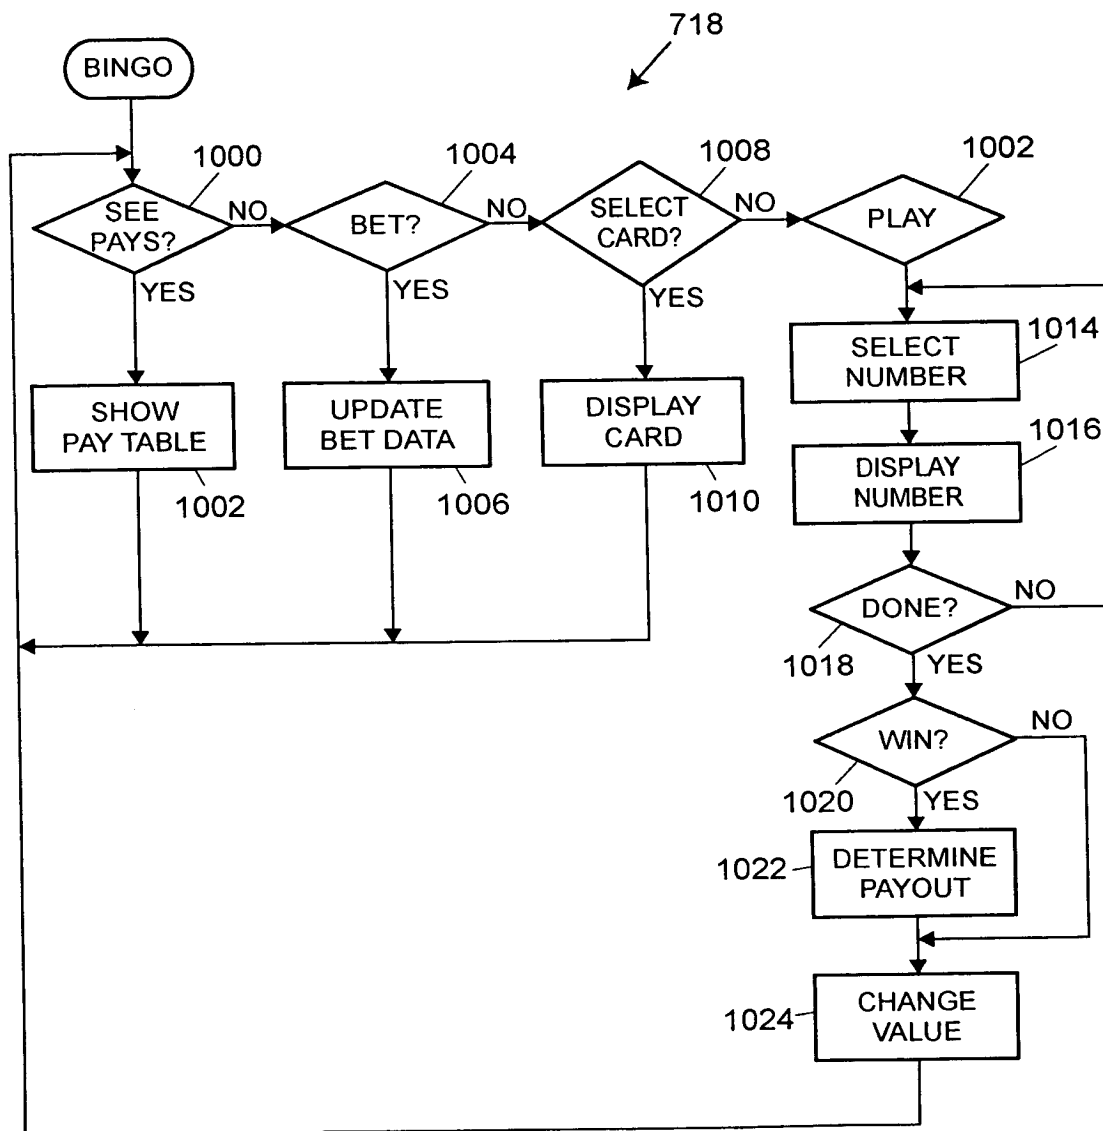 718
BINGO
1000
1004
1008
1002
SEE
PAYS?
NO
BET?
NO
SELECT
CARD?
NO
PLAY
YES
YES
YES
SHOW
PAY TABLE
UPDATE
BET DATA
DISPLAY
CARD
SELECT
NUMBER
1014
1002
1006
1010
DISPLAY
NUMBER
1016
DONE?
NO
1018
YES
WIN?
NO
1020
YES
1022
DETERMINE
PAYOUT
1024
CHANGE
VALUE